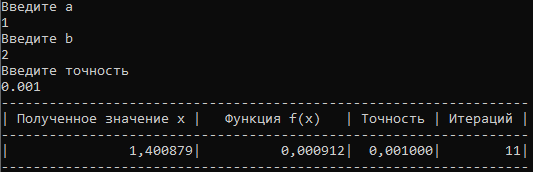 Введите a
1
Введите b
2
Введите точность
0.001
------------------------------------------------------------------
| Полученное значение x |   Функция f(x)   | Точность | Итераций |
------------------------------------------------------------------
|               1,400879|          0,000912|  0,001000|        11|
------------------------------------------------------------------